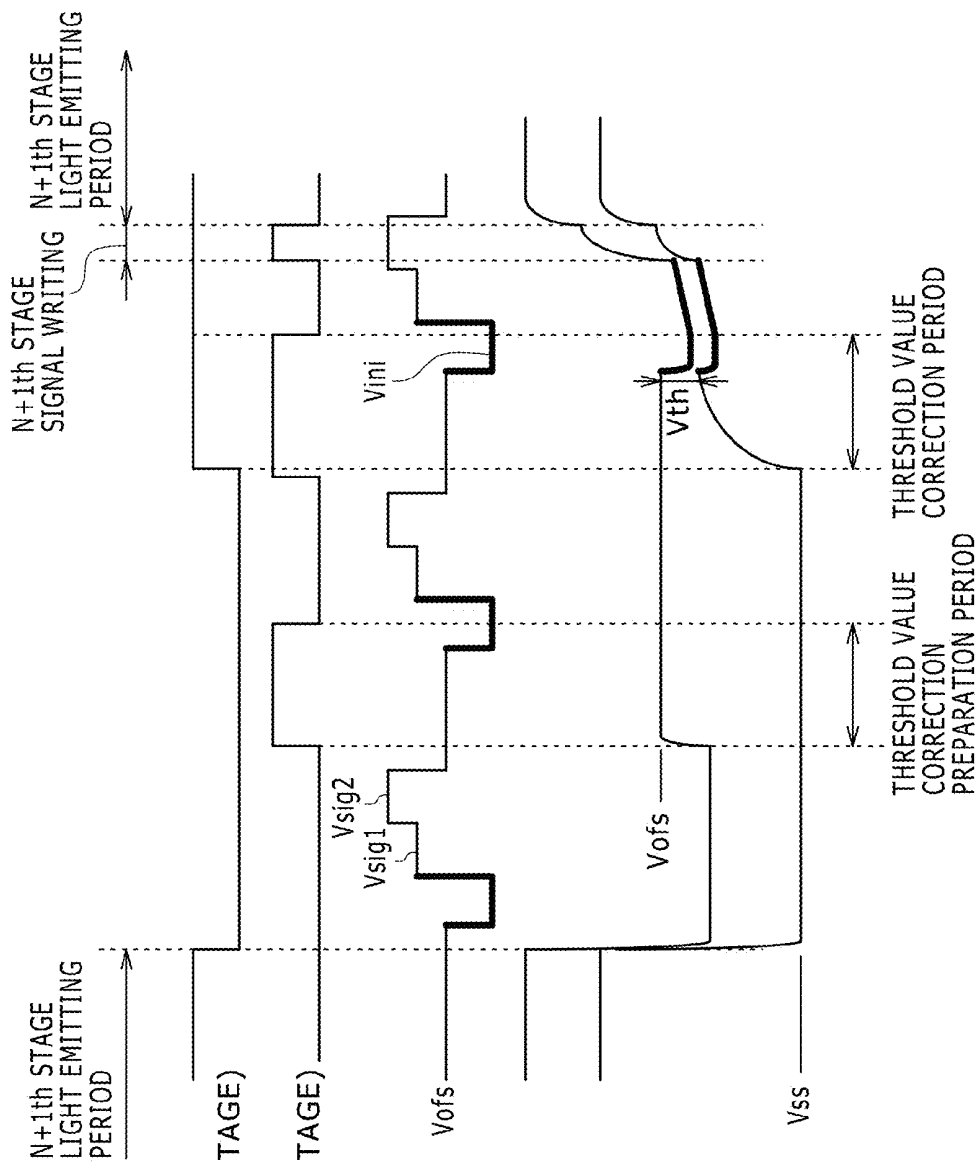 N+1th STAGE
LIGHT EMITTING
PERIOD
N+1th STAGE
SIGNAL WRITING
N+1th STAGE
LIGHT EMITTING
PERIOD
TAGE)
TAGE)
Vofs
Vsig1
Vsig2
Vini
Vofs
Vth
Vss
THRESHOLD VALUE
CORRECTION
PREPARATION PERIOD
THRESHOLD VALUE
CORRECTION PERIOD